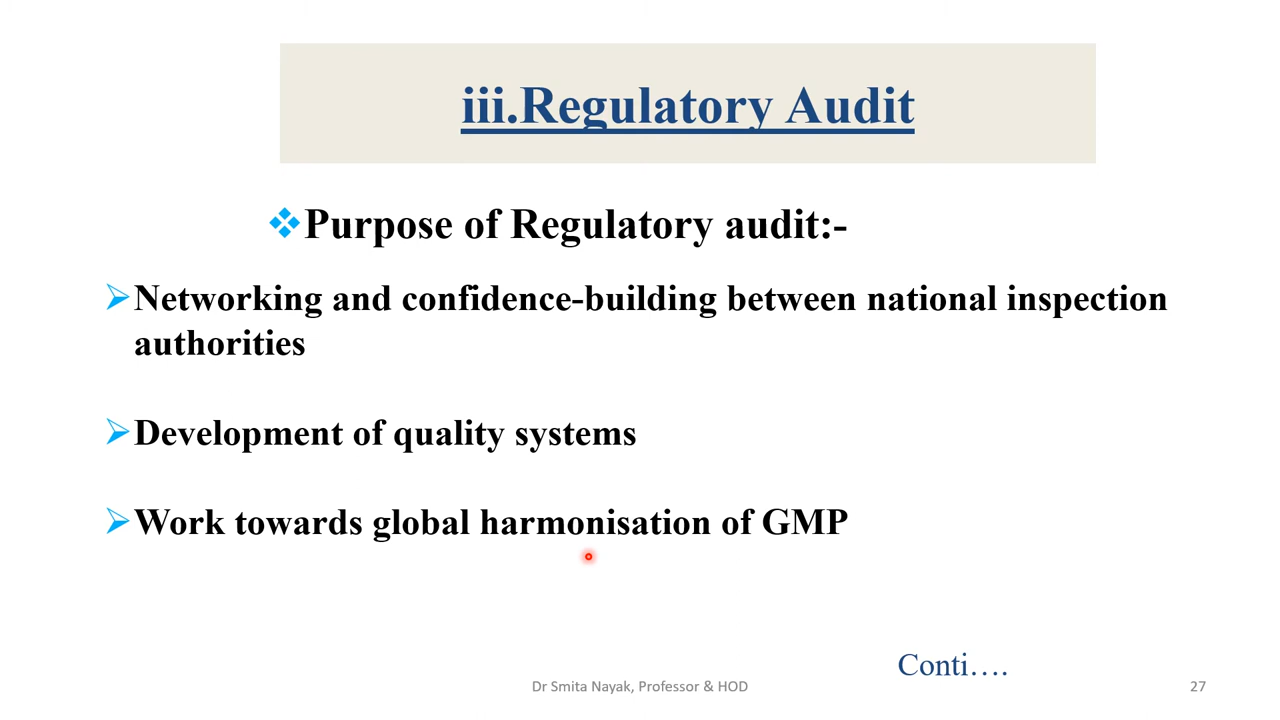 iii.Regulatory Audit
Purpose of Regulatory audit:-
Networking and confidence-building between national inspection
authorities
Development of quality systems
Work towards global harmonisation of GMP
Conti….
Dr Smita Nayak, Professor & HOD
27